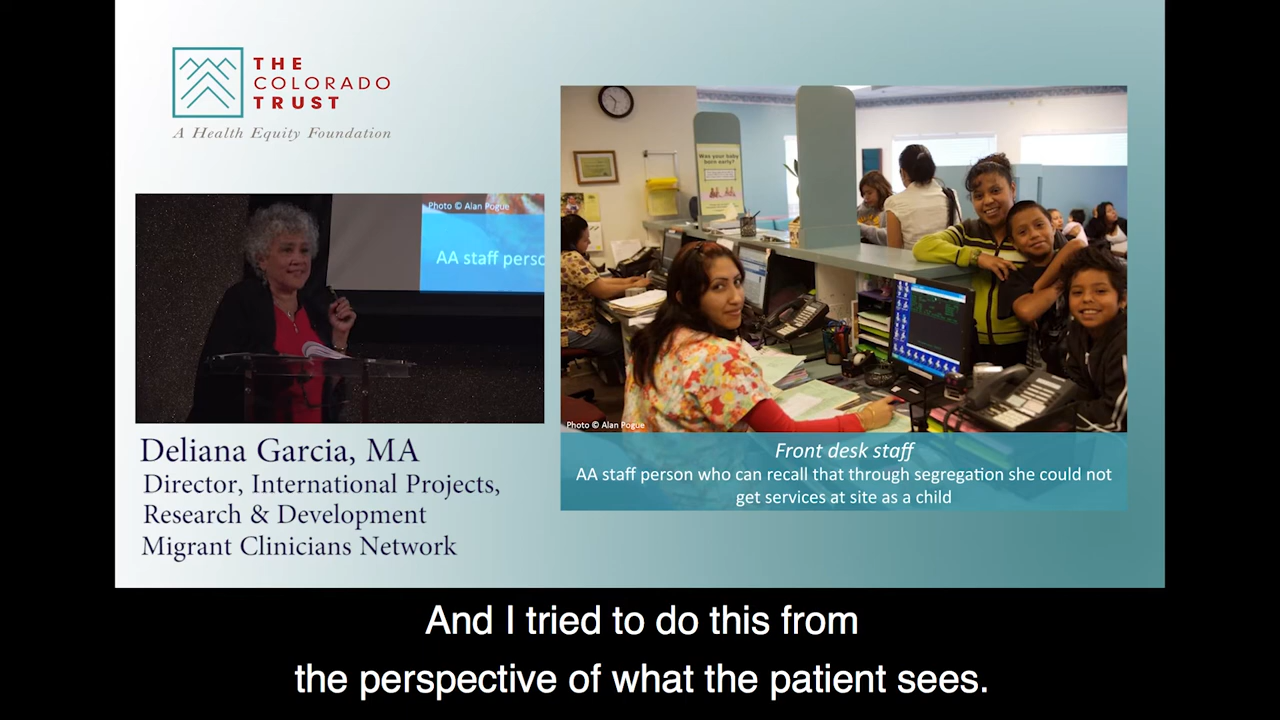 THE
COLORADO
TRUST
A Health Equity Foundation
Photo © Alan Pogue
AA staff perso
Deliana Garcia, MA
Director, International Projects,
Research & Development
Migrant Clinicians Network
Was your baby
born early?
Photo © Alan Pogue
Front desk staff
AA staff person who can recall that through segregation she could not
get services at site as a child
And I tried to do this from
the perspective of what the patient sees.